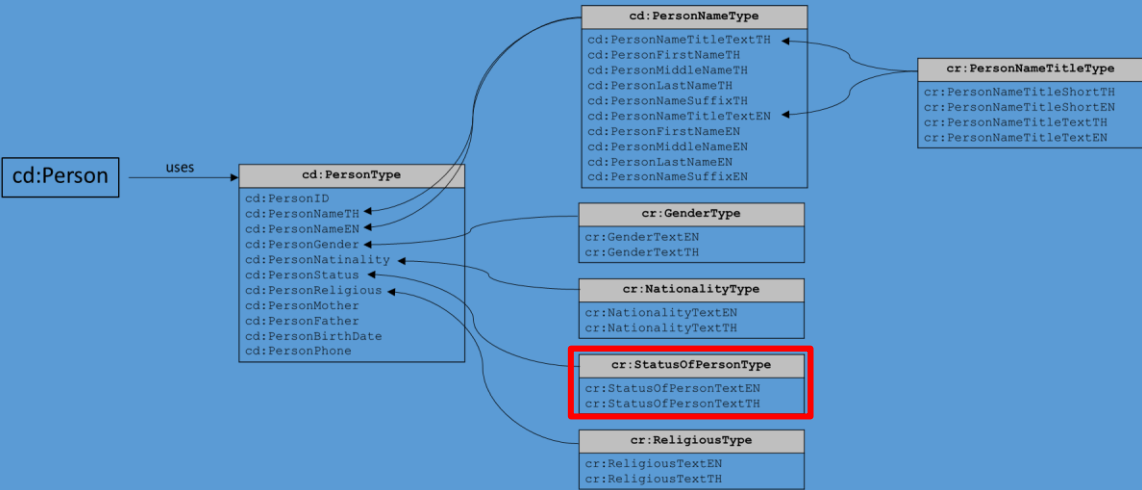 cd:Person
uses
cd:PersonType
cd:PersonID
cd:PersonNameTH
cd:PersonNameEN
cd:PersonGender
cd:PersonNatinality
cd:PersonStatus
cd:PersonReligious
cd:PersonMother
cd:PersonFather
cd:PersonBirthDate
cd:PersonPhone
cd:PersonNameType
cd:PersonNameTitleTextTH
cd:PersonFirstNameTH
cd:PersonMiddleNameTH
cd:PersonLastNameTH
cd:PersonNameSuffixTH
cd:PersonNameTitleTextEN
cd:PersonFirstNameEN
cd:PersonMiddleNameEN
cd:PersonLastNameEN
cd:PersonNameSuffixEN
cr:PersonNameTitleType
cr:PersonNameTitleShortTH
cr:PersonNameTitleShortEN
cr:PersonNameTitleTextTH
cr:PersonNameTitleTextEN
cr:GenderType
cr:GenderTextEN
cr:GenderTextTH
cr:NationalityType
cr:NationalityTextEN
cr:NationalityTextTH
cr:StatusOfPersonType
cr:StatusOfPersonTextEN
cr:StatusOfPersonTextTH
cr:ReligiousType
cr:ReligiousTextEN
cr:ReligiousTextTH